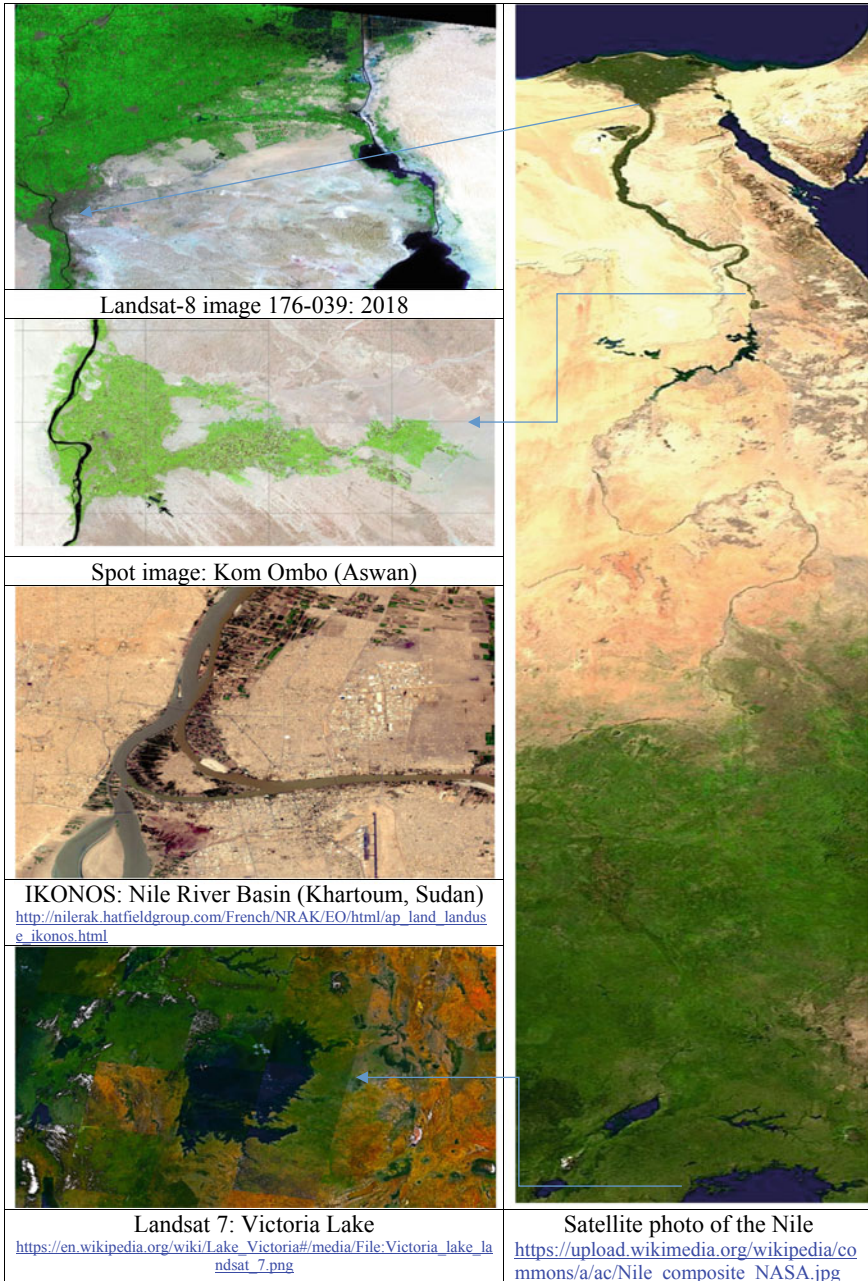 Landsat-8 image 176-039: 2018
Spot image: Kom Ombo (Aswan)
IKONOS: Nile River Basin (Khartoum, Sudan)
http://nilerak.hatfieldgroup.com/French/NRAK/EO/html/ap_land_landus
e_ikonos.html
Landsat 7: Victoria Lake
https://en.wikipedia.org/wiki/Lake_Victoria#/media/File:Victoria_lake_la
ndsat_7.png
Satellite photo of the Nile
https://upload.wikimedia.org/wikipedia/co
mmons/a/ac/Nile_composite_NASA.jpg